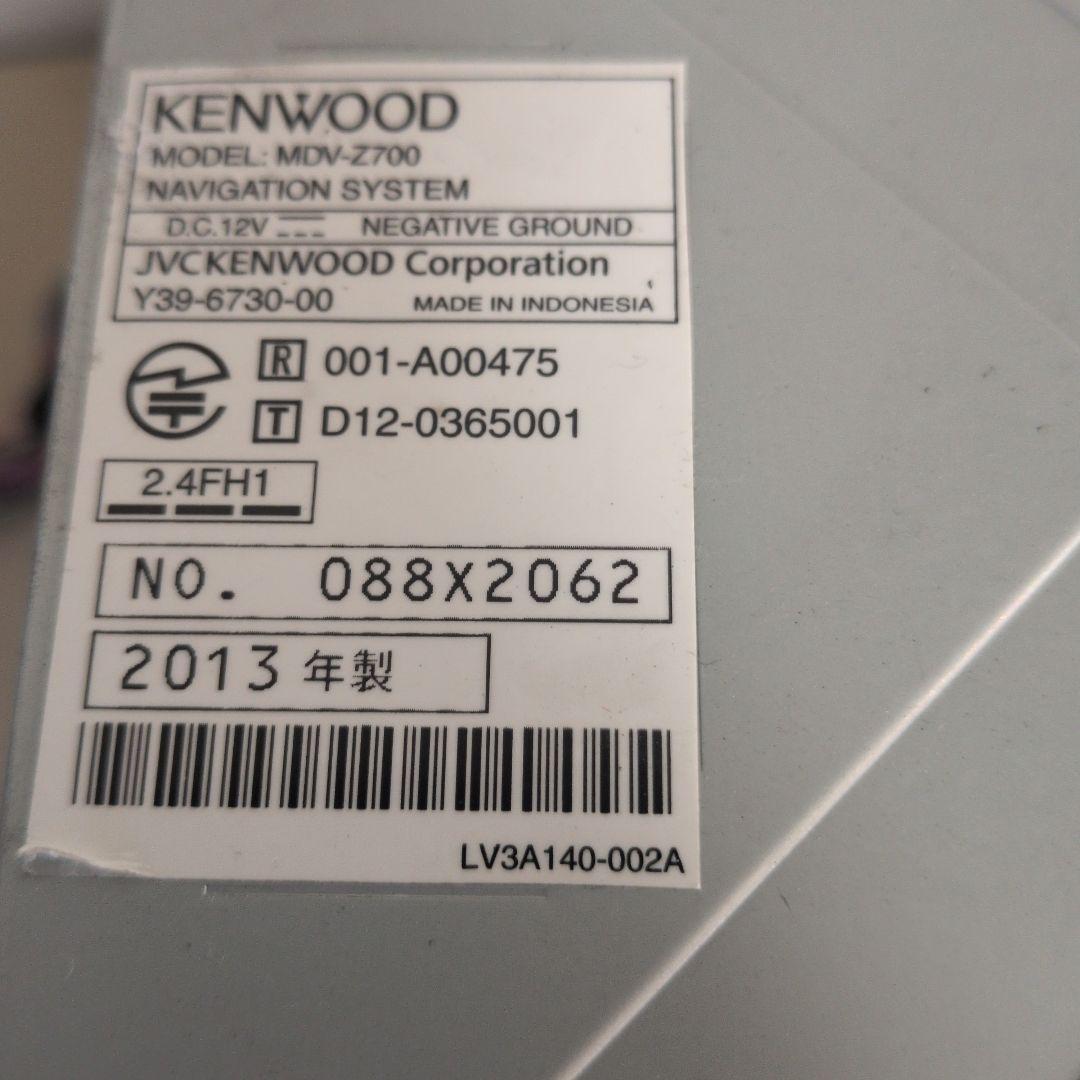 KENWOOD
MODEL: MDV-Z700
NAVIGATION SYSTEM
D.C.12V NEGATIVE GROUND
JVCKENWOOD Corporation
Y39-6730-00 MADE IN INDONESIA
R 001-A00475
T D12-0365001
2.4FH1
NO. 088X2062
2013年製
LV3A140-002A